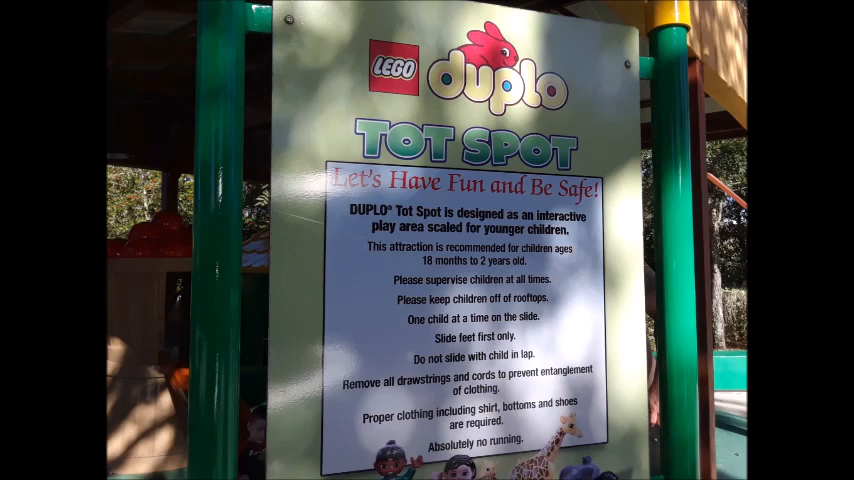 LEGO
duplo
TOT SPOT
Let's Have Fun and Be Safe!
DUPLO® Tot Spot is designed as an interactive
play area scaled for younger children.
This attraction is recommended for children ages
18 months to 2 years old.
Please supervise children at all times.
Please keep children off of rooftops.
One child at a time on the slide.
Slide feet first only.
Do not slide with child in lap.
Remove all drawstrings and cords to prevent entanglement
of clothing.
Proper clothing including shirt, bottoms and shoes
are required.
Absolutely no running.